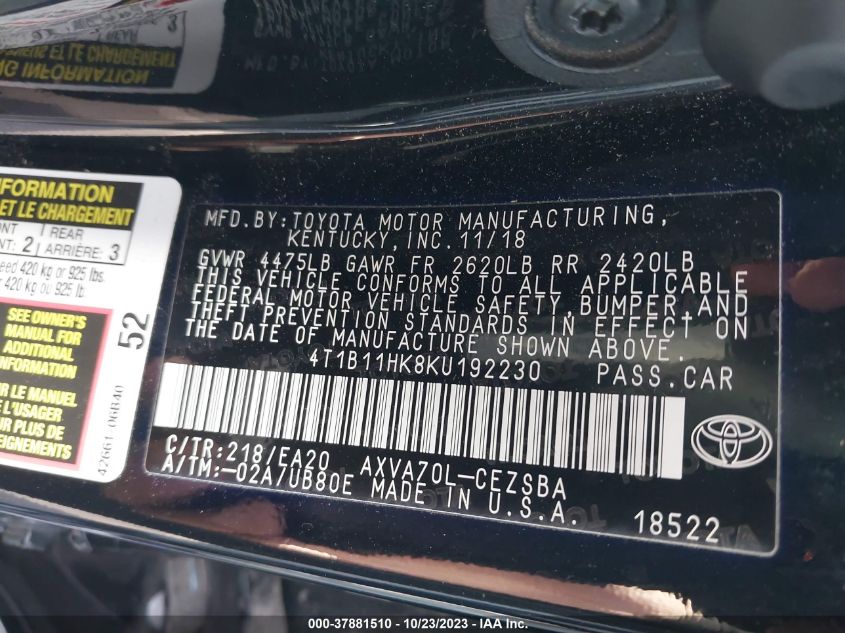 NFORMATION
ET LE CHARGEMENT
REAR
2 ARRIÈRE: 3
420 kg or 925 lbs.
420 kg ou 925 lb.
SEE OWNER'S
MANUAL FOR
ADDITIONAL
INFORMATION
LE MANUEL
L'USAGER
PLUS DE
52
42661-06B40
MFD.BY:TOYOTA MOTOR MANUFACTURING,
KENTUCKY,INC.11/18
GVWR 4475LB GAWR FR 2620LB RR 2420LB
THIS VEHICLE CONFORMS TO ALL APPLICABLE
FEDERAL MOTOR VEHICLE SAFETY,BUMPER,AND
THEFT PREVENTION STANDARDS IN EFFECT ON
THE DATE OF MANUFACTURE SHOWN ABOVE.
4T1B11HK8KU192230 PASS.CAR
C/TR:218/EA20 AXVA70L-CEZSBA
A/TM:-02A/UB80E MADE IN U.S.A.
18522
000-37881510 - 10/23/2023 - IAA Inc.